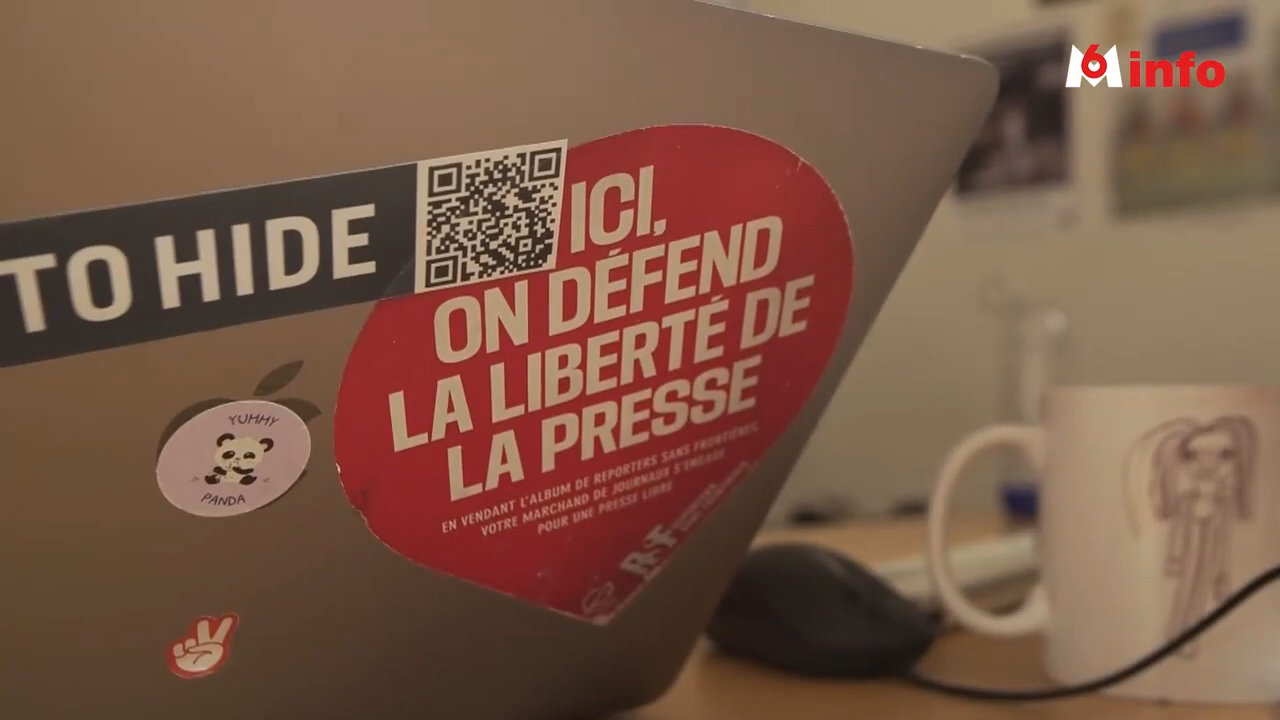 M6 info
TO HIDE
ICI,
ON DÉFEND
LA LIBERTÉ DE
LA PRESSE
EN VENDANT L'ALBUM DE REPORTERS SANS FRONTIÈRES,
VOTRE MARCHAND DE JOURNAUX S'ENGAGE
POUR UNE PRESSE LIBRE
RSF
YUMMY
PANDA